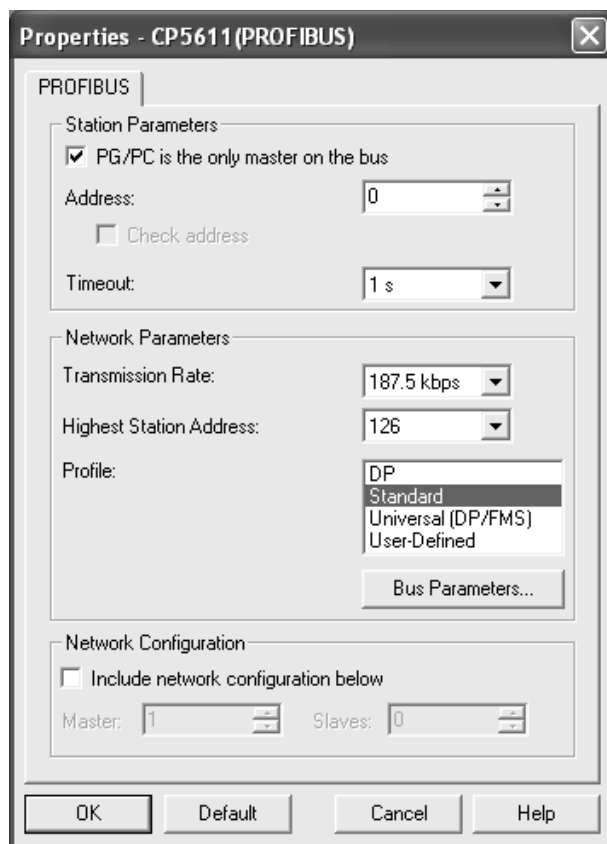 Properties - CP5611(PROFIBUS)
PROFIBUS
Station Parameters
PG/PC is the only master on the bus
Address: 0
Check address
Timeout: 1 s
Network Parameters
Transmission Rate: 187.5 kbps
Highest Station Address: 126
Profile: DP
Standard
Universal (DP/FMS)
User-Defined
Bus Parameters...
Network Configuration
Include network configuration below
Master: 1 Slaves: 0
OK Default Cancel Help